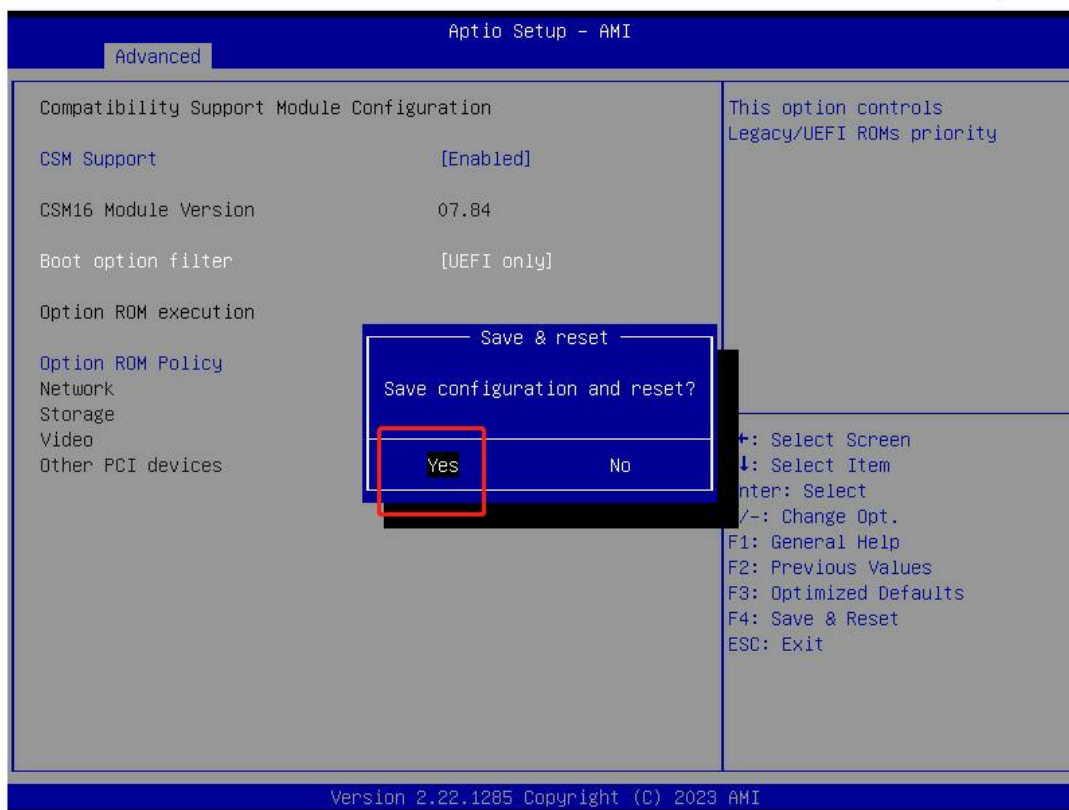 Aptio Setup – AMI
Advanced
Compatibility Support Module Configuration
CSM Support [Enabled]
CSM16 Module Version 07.84
Boot option filter [UEFI only]
Option ROM execution
Option ROM Policy
Network
Storage
Video
Other PCI devices
Save & reset
Save configuration and reset?
Yes No
This option controls
Legacy/UEFI ROMs priority
: Select Screen
: Select Item
nter: Select
/-: Change Opt.
F1: General Help
F2: Previous Values
F3: Optimized Defaults
F4: Save & Reset
ESC: Exit
Version 2.22.1285 Copyright (C) 2023 AMI